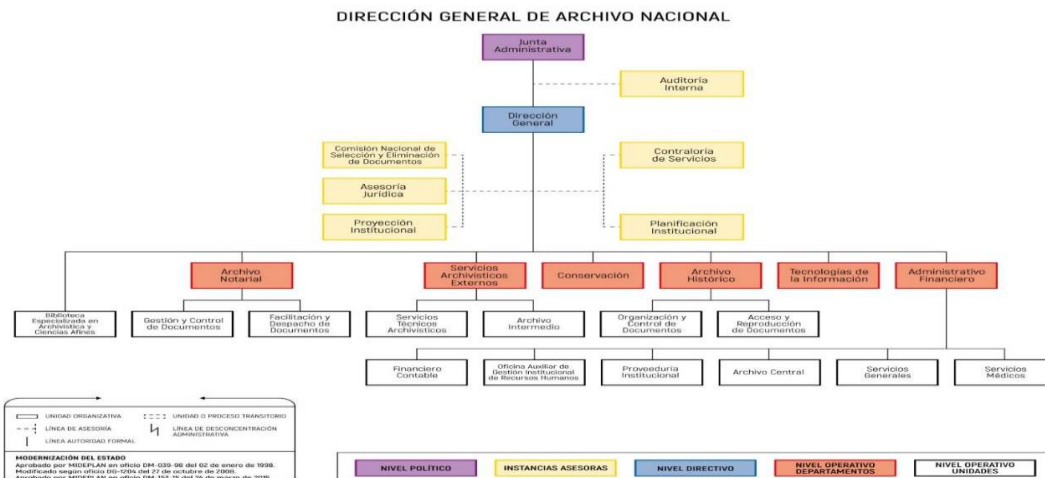 DIRECCIÓN GENERAL DE ARCHIVO NACIONAL
Junta
Administrativa
Auditoría
Interna
Dirección
General
Comisión Nacional de
Selección y Eliminación
de Documentos
Contraloría
de Servicios
Asesoría
Jurídica
Proyección
Institucional
Planificación
Institucional
Archivo
Notarial
Servicios
Archivísticos
Externos
Conservación
Archivo
Histórico
Tecnologías de
la Información
Administrativo
Financiero
Biblioteca
Especializada en
Archivística y
Ciencias Afines
Gestión y Control
de Documentos
Facilitación y
Despacho de
Documentos
Servicios
Técnicos
Archivísticos
Archivo
Intermedio
Organización y
Control de
Documentos
Acceso y
Reproducción
de Documentos
Financiero
Contable
Oficina Auxiliar de
Gestión Institucional
de Recursos Humanos
Proveeduría
Institucional
Archivo Central
Servicios
Generales
Servicios
Médicos
UNIDAD ORGANIZATIVA
UNIDAD O PROCESO TRANSITORIO
LÍNEA DE ASESORÍA
LÍNEA DE DESCONCENTRACIÓN
ADMINISTRATIVA
LÍNEA AUTORIDAD FORMAL
MODERNIZACIÓN DEL ESTADO
Aprobado por MIDEPLAN en oficio DM-039-98 del 02 de enero de 1998.
Modificado según oficio DG-1204 del 27 de octubre de 2008.
Aprobado por MIDEPLAN en oficio
NIVEL POLÍTICO
INSTANCIAS ASESORAS
NIVEL DIRECTIVO
NIVEL OPERATIVO
DEPARTAMENTOS
NIVEL OPERATIVO
UNIDADES